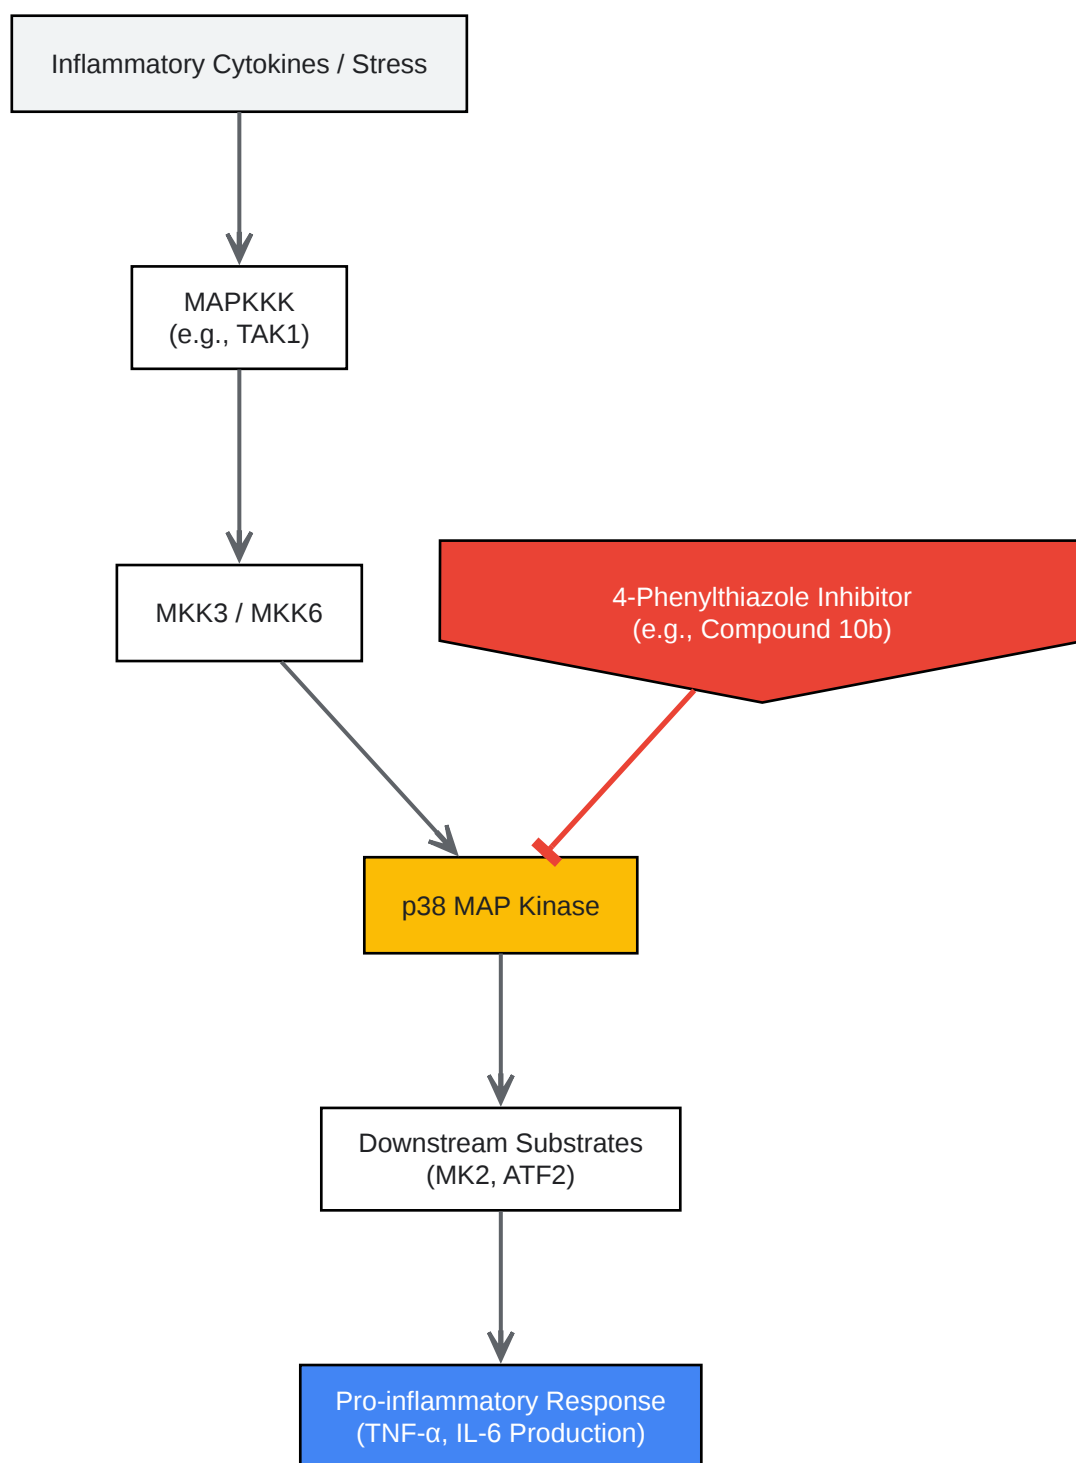 Inflammatory Cytokines / Stress
MAPKKK
(e.g., TAK1)
MKK3 / MKK6
4-Phenylthiazole Inhibitor
(e.g., Compound 10b)
p38 MAP Kinase
Downstream Substrates
(MK2, ATF2)
Pro-inflammatory Response
(TNF-α, IL-6 Production)